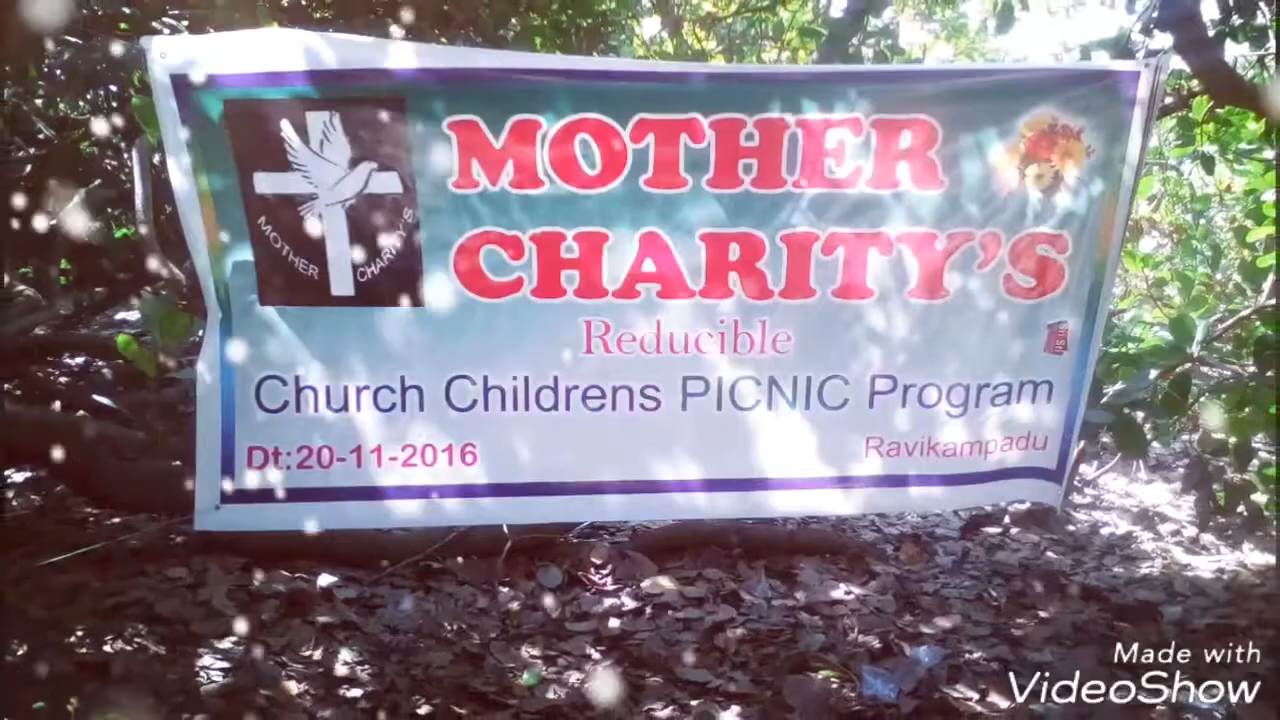 MOTHER
CHARITY'S
MOTHER CHARITY'S
Reducible
Church Childrens PICNIC Program
Dt:20-11-2016
Ravikampadu
Made with
VideoShow